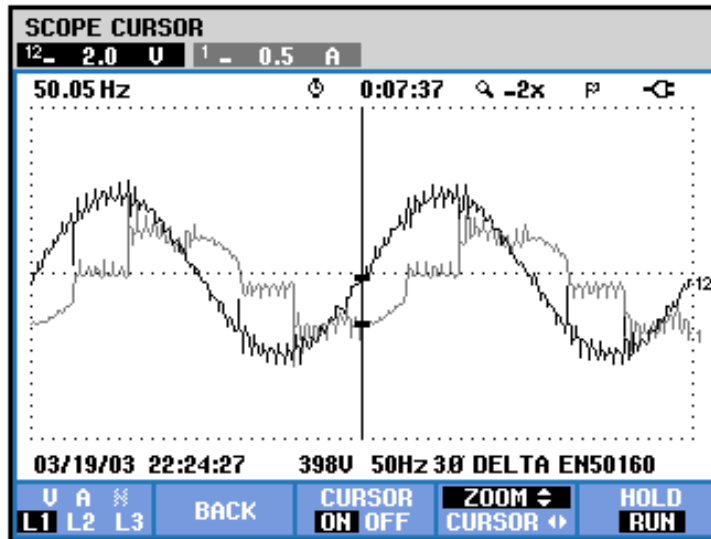 SCOPE CURSOR
12- 2.0 V 1 - 0.5 A
50.05 Hz 0:07:37 -2x
12
1
03/19/03 22:24:27 398V 50Hz 3Ø DELTA EN50160
V A BACK CURSOR ZOOM HOLD
L1 L2 L3 ON OFF CURSOR RUN